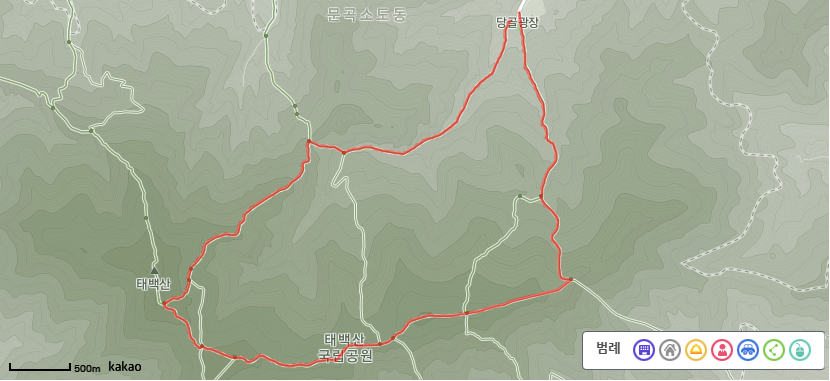 문곡소도동
당골광장
태백산
태백산
국립공원
범례
500m kakao